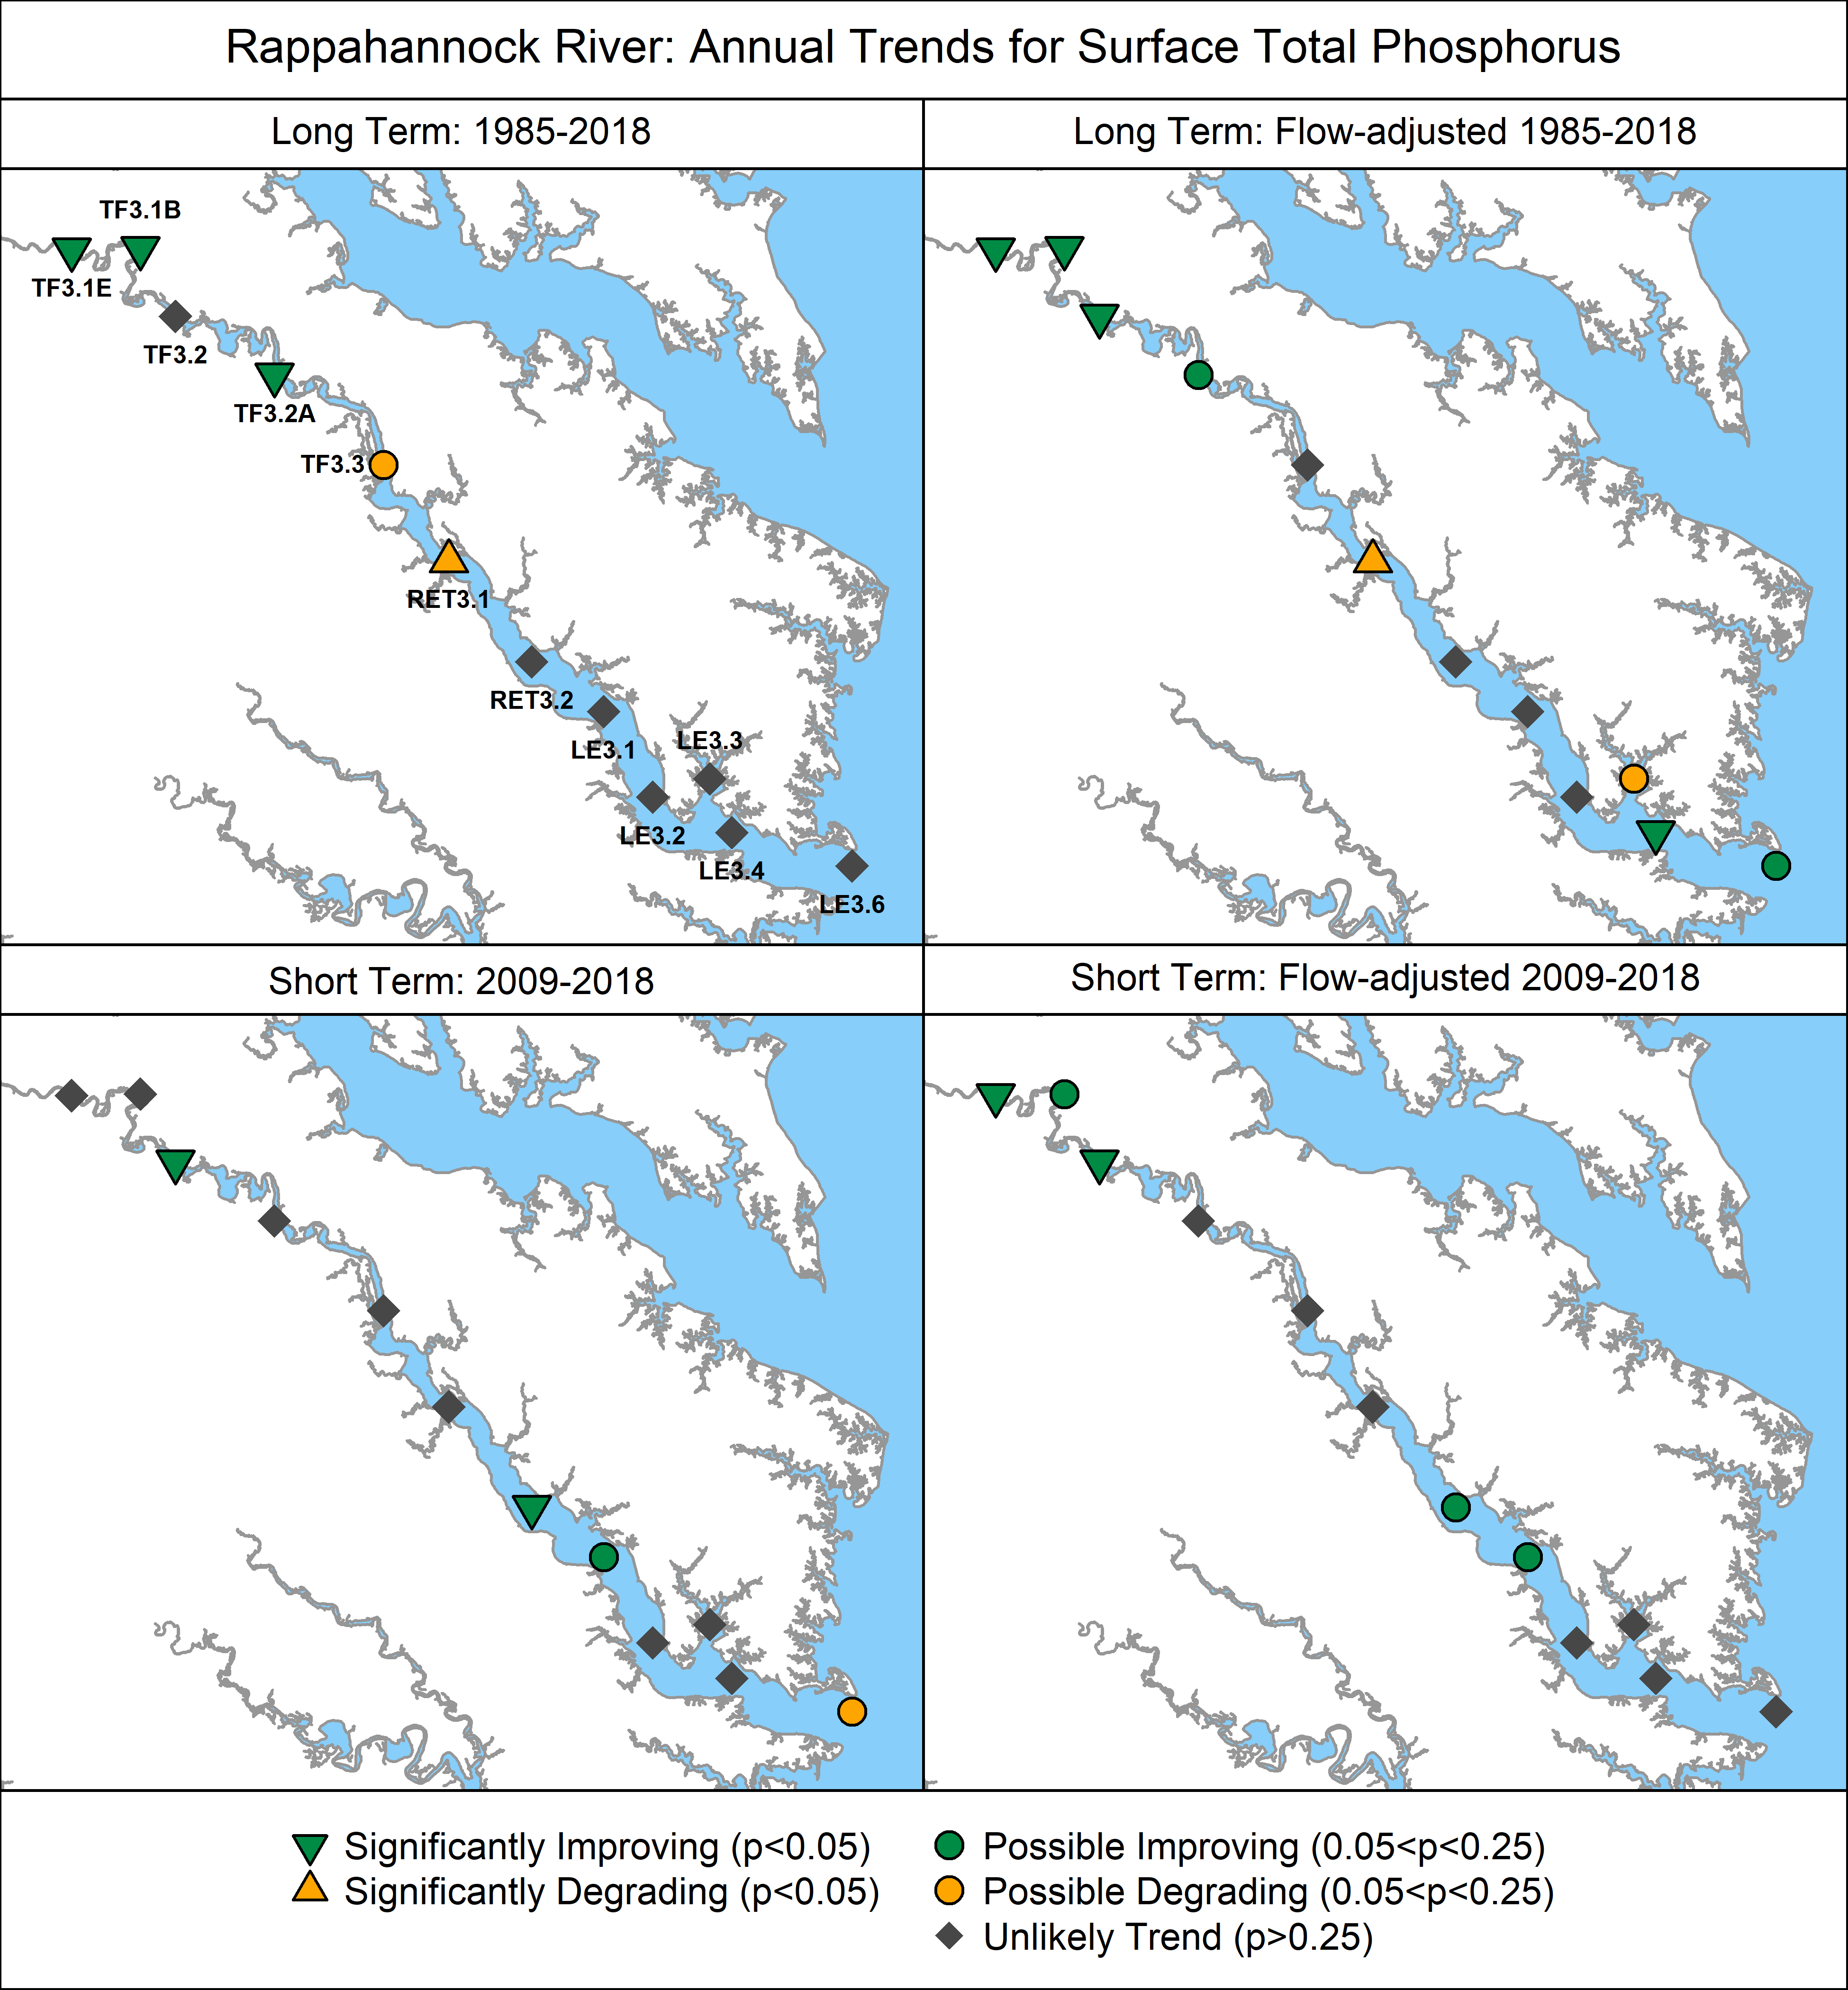 Rappahannock River: Annual Trends for Surface Total Phosphorus
Long Term: 1985-2018
Long Term: Flow-adjusted 1985-2018
TF3.1B
TF3.1E
TF3.2
TF3.2A
TF3.3
RET3.1
RET3.2
LE3.1
LE3.3
LE3.2
LE3.4
LE3.6
Short Term: 2009-2018
Short Term: Flow-adjusted 2009-2018
Significantly Improving (p<0.05)
Significantly Degrading (p<0.05)
Possible Improving (0.05<p<0.25)
Possible Degrading (0.05<p<0.25)
Unlikely Trend (p>0.25)